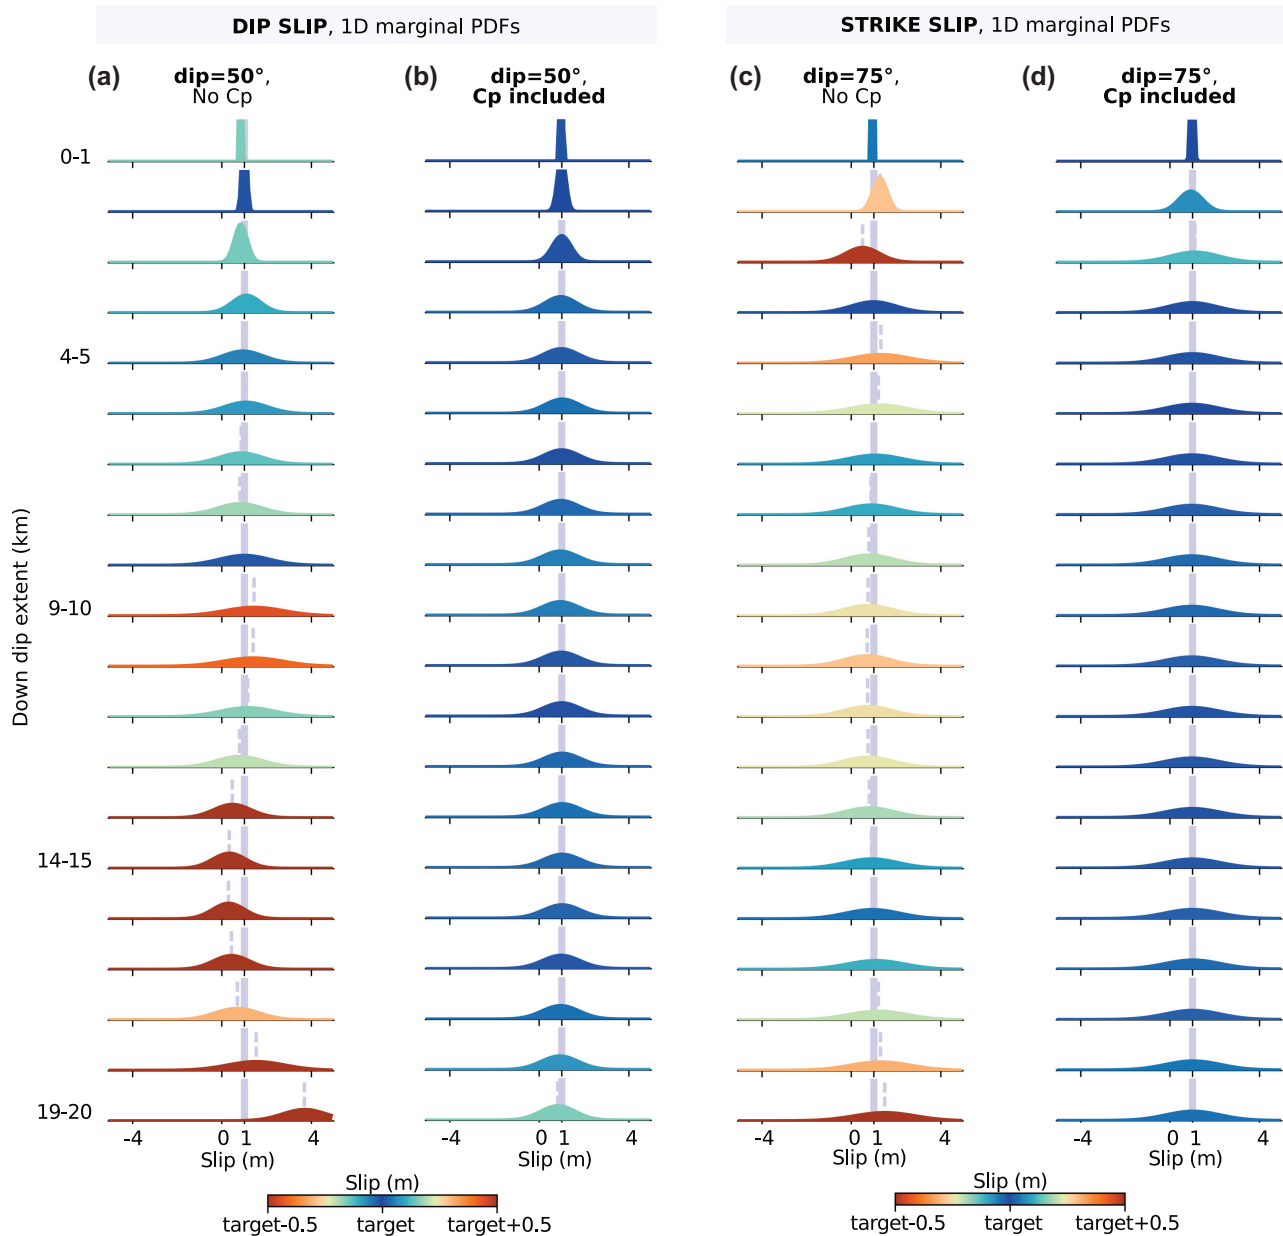 DIP SLIP, 1D marginal PDFs
STRIKE SLIP, 1D marginal PDFs
(a)
dip=50°,
No Cp
(b)
dip=50°,
Cp included
(c)
dip=75°,
No Cp
(d)
dip=75°,
Cp included
Down dip extent (km)
0-1
4-5
9-10
14-15
19-20
-4 0 1 4
Slip (m)
-4 0 1 4
Slip (m)
-4 0 1 4
Slip (m)
-4 0 1 4
Slip (m)
Slip (m)
target-0.5 target target+0.5
Slip (m)
target-0.5 target target+0.5